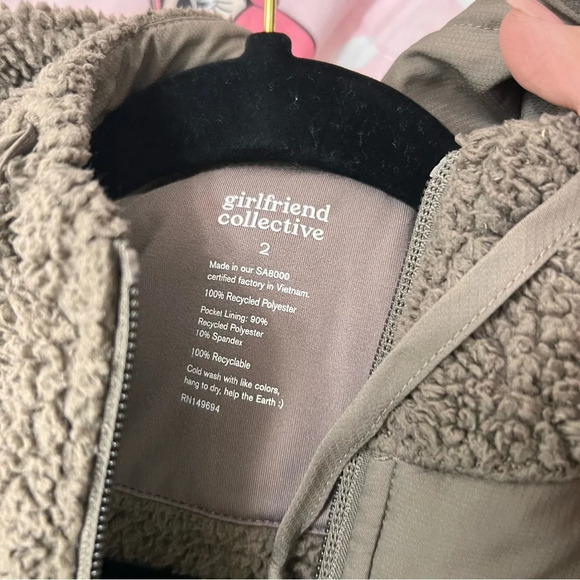 girlfriend
collective
2
Made in our SA8000
certified factory in Vietnam.
100% Recycled Polyester
Pocket Lining: 90%
Recycled Polyester
10% Spandex
100% Recyclable
Cold wash with like colors,
hang to dry, help the Earth :)
RN149694